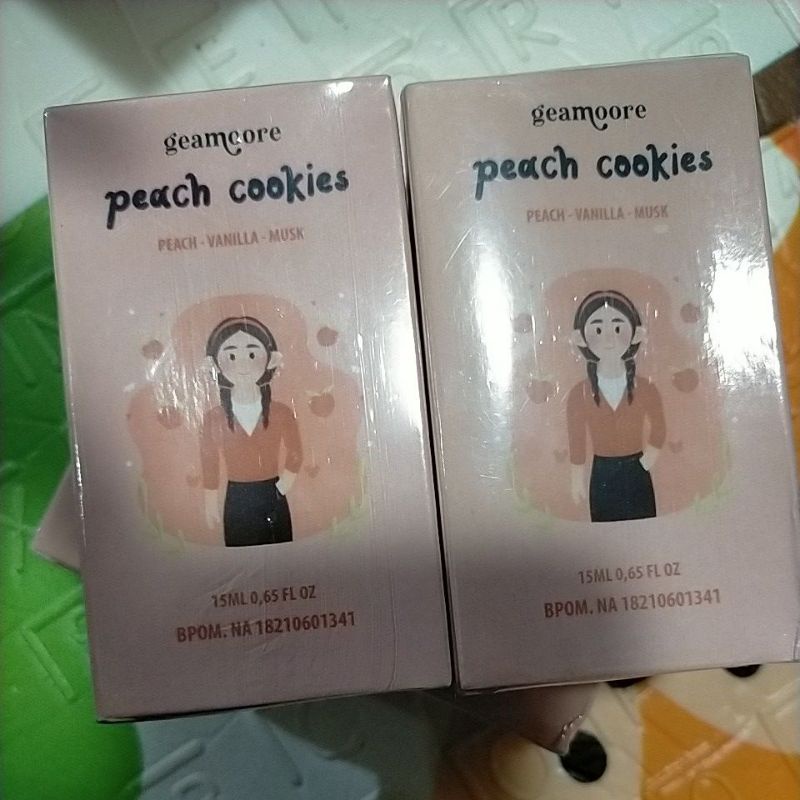 geamoore
peach cookies
PEACH - VANILLA - MUSK
15ML 0,65 FL OZ
BPOM. NA 18210601341
geamoore
peach cookies
PEACH - VANILLA - MUSK
15ML 0,65 FL OZ
BPOM. NA 18210601341